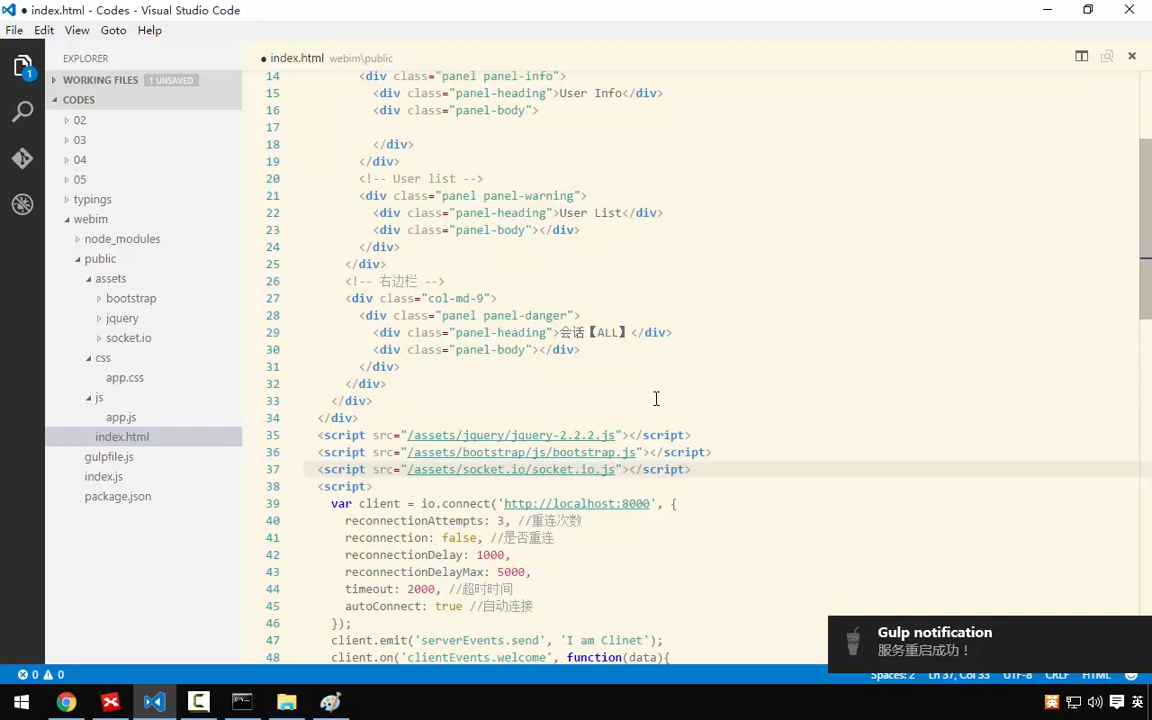 ● index.html - Codes - Visual Studio Code
File Edit View Goto Help
EXPLORER
WORKING FILES 1 UNSAVED
CODES
02
03
04
05
typings
webim
node_modules
public
assets
bootstrap
jquery
socket.io
css
app.css
js
app.js
index.html
gulpfile.js
index.js
package.json
1
● index.html webim\public
14 <div class="panel panel-info">
15 <div class="panel-heading">User Info</div>
16 <div class="panel-body">
17
18 </div>
19 </div>
20 <!-- User list -->
21 <div class="panel panel-warning">
22 <div class="panel-heading">User List</div>
23 <div class="panel-body"></div>
24 </div>
25 </div>
26 <!-- 右边栏 -->
27 <div class="col-md-9">
28 <div class="panel panel-danger">
29 <div class="panel-heading">会话【ALL】</div>
30 <div class="panel-body"></div>
31 </div>
32 </div>
33 </div>
34 </div>
35 <script src="/assets/jquery/jquery-2.2.2.js"></script>
36 <script src="/assets/bootstrap/js/bootstrap.js"></script>
37 <script src="/assets/socket.io/socket.io.js"></script>
38 <script>
39 var client = io.connect('http://localhost:8000', {
40 reconnectionAttempts: 3, //重连次数
41 reconnection: false, //是否重连
42 reconnectionDelay: 1000,
43 reconnectionDelayMax: 5000,
44 timeout: 2000, //超时时间
45 autoConnect: true //自动连接
46 });
47 client.emit('serverEvents.send', 'I am Clinet');
48 client.on('clientEvents.welcome', function(data){
Gulp notification
服务重启成功！
0 0
Spaces: 2 Ln 37, Col 33 UTF-8 CRLF HTML
英 英